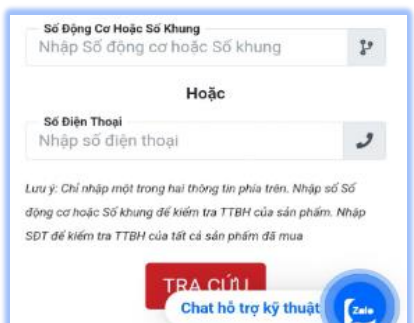 Số Động Cơ Hoặc Số Khung
Nhập Số động cơ hoặc Số khung
Hoặc
Số Điện Thoại
Nhập số điện thoại
Lưu ý: Chỉ nhập một trong hai thông tin phía trên. Nhập số Số
động cơ hoặc Số khung để kiểm tra TTBH của sản phẩm. Nhập
SĐT để kiểm tra TTBH của tất cả sản phẩm đã mua
TRA CỨU
Chat hỗ trợ kỹ thuật
Zalo